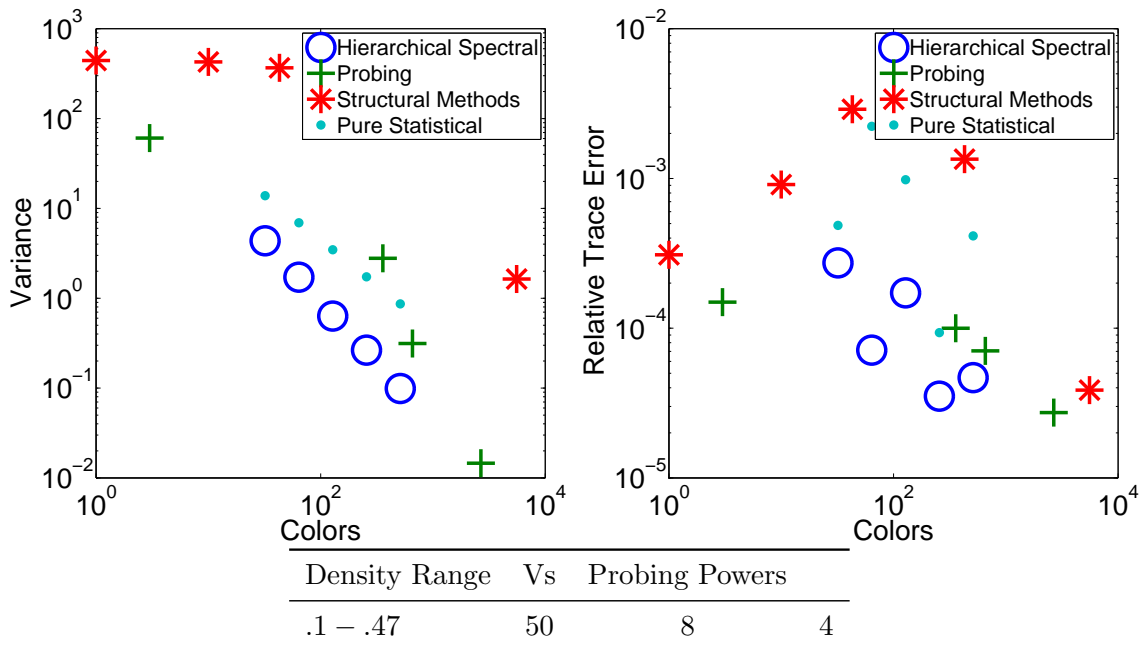 10^3
10^2
10^1
10^0
10^-1
10^-2
Variance
Hierarchical Spectral
Probing
Structural Methods
Pure Statistical
10^0
10^2
10^4
Colors
10^-2
10^-3
10^-4
10^-5
Relative Trace Error
Hierarchical Spectral
Probing
Structural Methods
Pure Statistical
10^0
10^2
10^4
Colors
Density Range Vs Probing Powers
.1 − .47 50 8 4